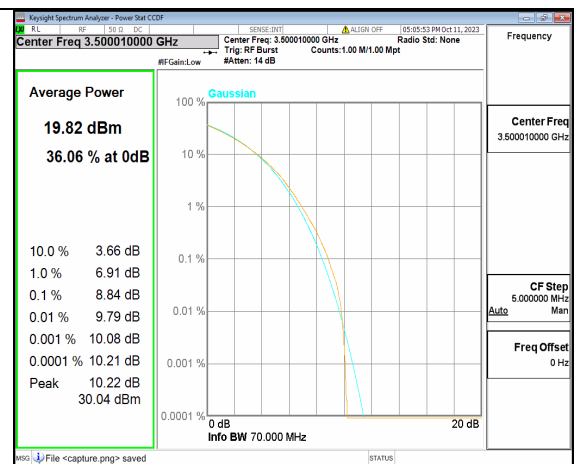 Keysight Spectrum Analyzer - Power Stat CCDF
RL RF 50 Ω DC SENSE:INT ALIGN OFF 05:05:53 PM Oct 11, 2023
Center Freq 3.500010000 GHz
Center Freq: 3.500010000 GHz Radio Std: None
Trig: RF Burst Counts:1.00 M/1.00 Mpt
#IFGain:Low #Atten: 14 dB
Frequency
Average Power
19.82 dBm
36.06 % at 0dB
10.0 % 3.66 dB
1.0 % 6.91 dB
0.1 % 8.84 dB
0.01 % 9.79 dB
0.001 % 10.08 dB
0.0001 % 10.21 dB
Peak 10.22 dB
30.04 dBm
Gaussian
100 %
10 %
1 %
0.1 %
0.01 %
0.001 %
0.0001 %
0 dB 20 dB
Info BW 70.000 MHz
Center Freq
3.500010000 GHz
CF Step
5.000000 MHz
Auto Man
Freq Offset
0 Hz
MSG File <capture.png> saved STATUS